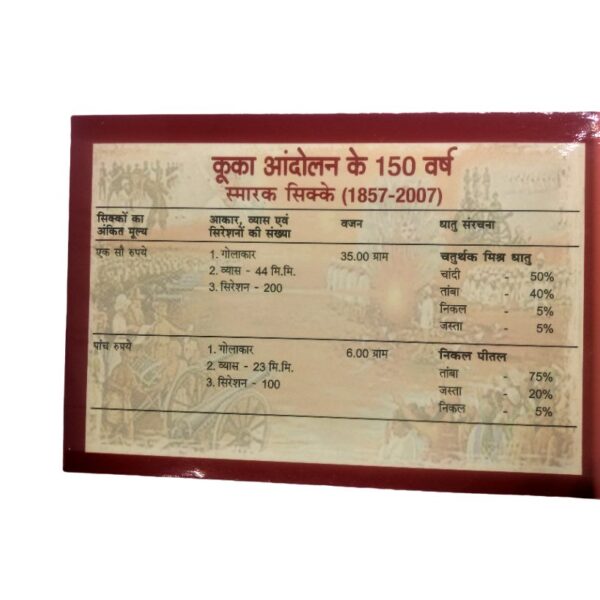 कूका आंदोलन के 150 वर्ष
स्मारक सिक्के (1857-2007)
सिक्कों का अंकित मूल्य
आकार, व्यास एवं सिरेशनों की संख्या
वजन
धातु संरचना
एक सौ रुपये
1. गोलाकार
2. व्यास - 44 मि.मि.
3. सिरेशन - 200
35.00 ग्राम
चतुर्थक मिश्र धातु
चांदी - 50%
तांबा - 40%
निकल - 5%
जस्ता - 5%
पांच रुपये
1. गोलाकार
2. व्यास - 23 मि.मि.
3. सिरेशन - 100
6.00 ग्राम
निकल पीतल
तांबा - 75%
जस्ता - 20%
निकल - 5%